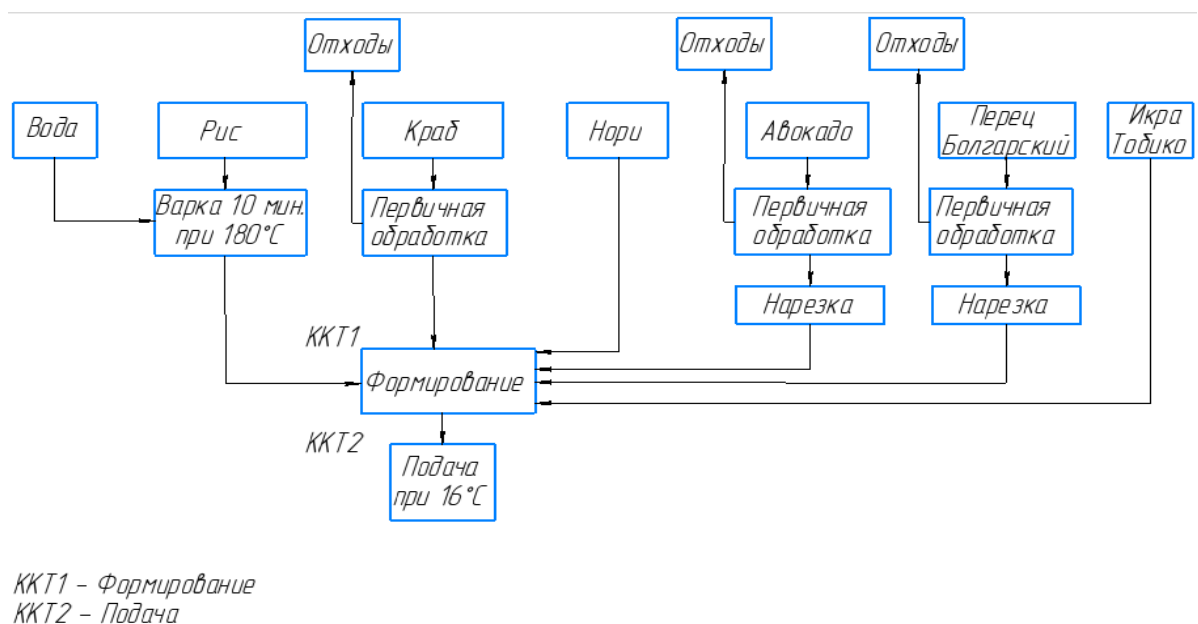 Отходы
Отходы
Отходы
Вода
Рис
Краб
Нори
Авокадо
Перец
Болгарский
Икра
Тобико
Варка 10 мин.
при 180°C
Первичная
обработка
Первичная
обработка
Первичная
обработка
Нарезка
Нарезка
ККТ1
Формирование
ККТ2
Подача
при 16°C
ККТ1 - Формирование
ККТ2 - Подача